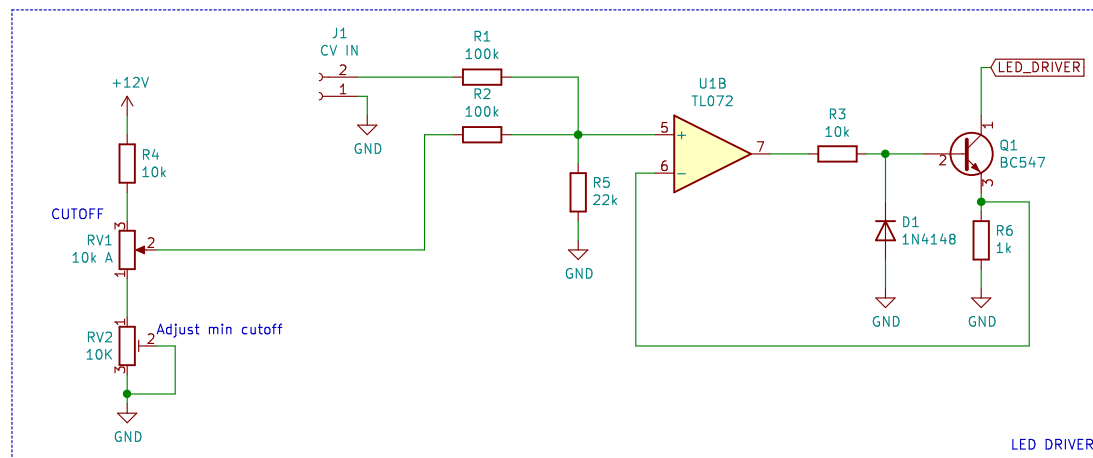 J1
CV IN
2
1
GND
R1
100k
R2
100k
+12V
R4
10k
CUTOFF
RV1
10k A
3
2
1
RV2
10K
1
2
3
Adjust min cutoff
GND
R5
22k
GND
U1B
TL072
5
+
6
−
7
R3
10k
D1
1N4148
GND
LED_DRIVER
Q1
BC547
1
2
3
R6
1k
GND
LED DRIVER